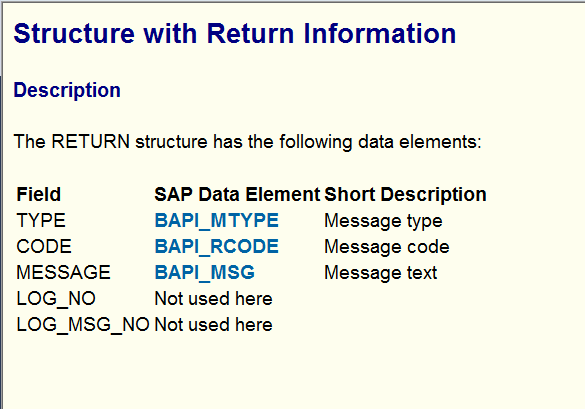 Structure with Return Information
Description
The RETURN structure has the following data elements:
Field SAP Data Element Short Description
TYPE BAPI_MTYPE Message type
CODE BAPI_RCODE Message code
MESSAGE BAPI_MSG Message text
LOG_NO Not used here
LOG_MSG_NO Not used here